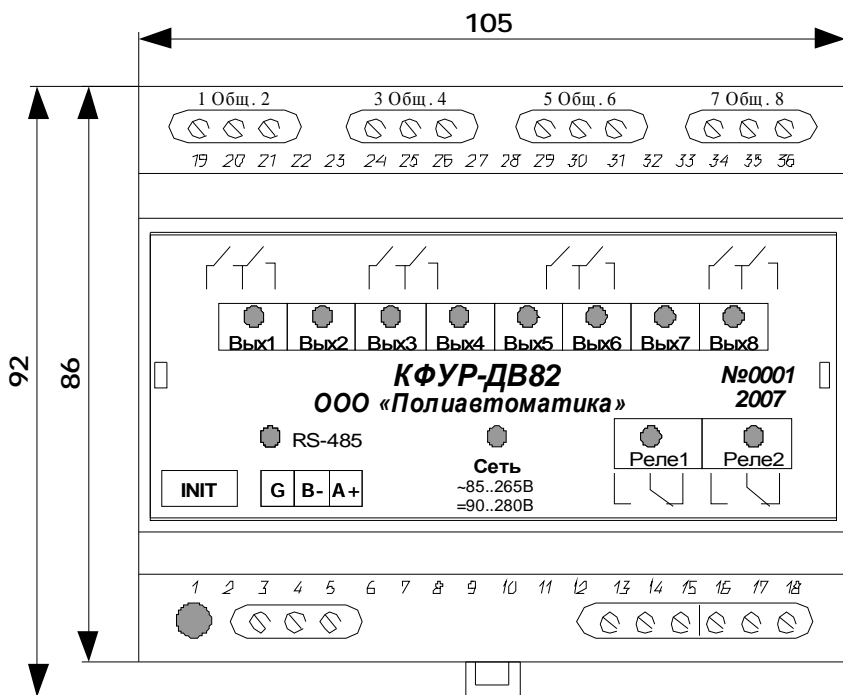 105
1 Общ. 2 3 Общ. 4 5 Общ. 6 7 Общ. 8
19 20 21 22 23 24 25 26 27 28 29 30 31 32 33 34 35 36
92
86
Вых1 Вых2 Вых3 Вых4 Вых5 Вых6 Вых7 Вых8
КФУР-ДВ82
ООО «Полиавтоматика»
№0001
2007
RS-485
Сеть
~85..265В
=90..280В
Реле1 Реле2
INIT
G B- A+
1 2 3 4 5 6 7 8 9 10 11 12 13 14 15 16 17 18